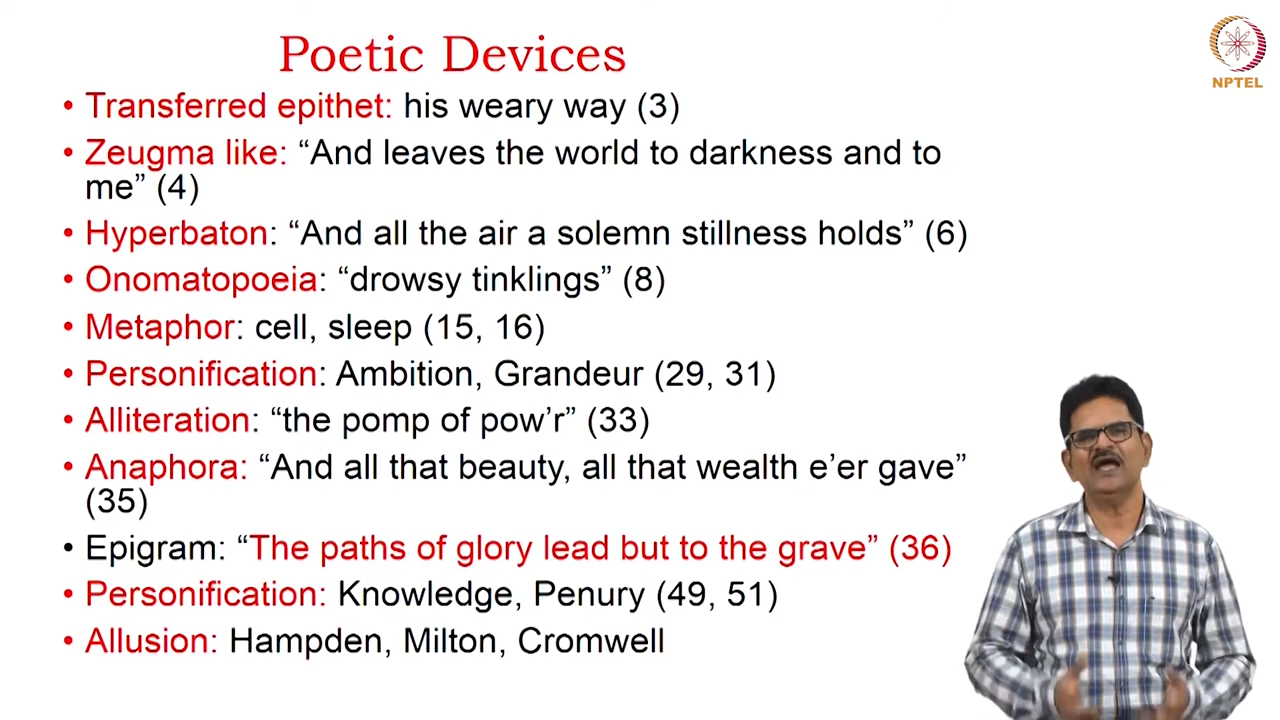 Poetic Devices
NPTEL
• Transferred epithet: his weary way (3)
• Zeugma like: “And leaves the world to darkness and to
me” (4)
• Hyperbaton: “And all the air a solemn stillness holds” (6)
• Onomatopoeia: “drowsy tinklings” (8)
• Metaphor: cell, sleep (15, 16)
• Personification: Ambition, Grandeur (29, 31)
• Alliteration: “the pomp of pow’r” (33)
• Anaphora: “And all that beauty, all that wealth e’er gave”
(35)
• Epigram: “The paths of glory lead but to the grave” (36)
• Personification: Knowledge, Penury (49, 51)
• Allusion: Hampden, Milton, Cromwell